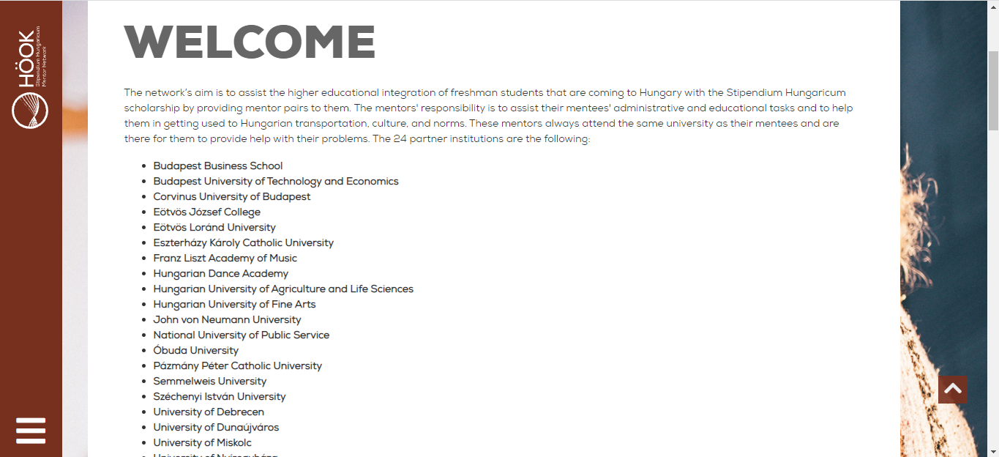 HÖOK
Stipendium Hungaricum
Mentor Network
WELCOME
The network's aim is to assist the higher educational integration of freshman students that are coming to Hungary with the Stipendium Hungaricum
scholarship by providing mentor pairs to them. The mentors' responsibility is to assist their mentees' administrative and educational tasks and to help
them in getting used to Hungarian transportation, culture, and norms. These mentors always attend the same university as their mentees and are
there for them to provide help with their problems. The 24 partner institutions are the following:
Budapest Business School
Budapest University of Technology and Economics
Corvinus University of Budapest
Eötvös József College
Eötvös Loránd University
Eszterházy Károly Catholic University
Franz Liszt Academy of Music
Hungarian Dance Academy
Hungarian University of Agriculture and Life Sciences
Hungarian University of Fine Arts
John von Neumann University
National University of Public Service
Óbuda University
Pázmány Péter Catholic University
Semmelweis University
Széchenyi István University
University of Debrecen
University of Dunaújváros
University of Miskolc
University of Nyíregyháza